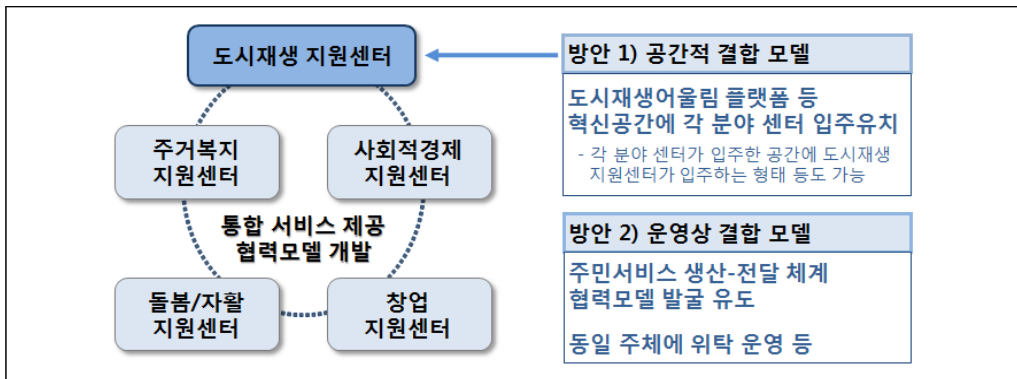 도시재생 지원센터
주거복지
지원센터
사회적경제
지원센터
통합 서비스 제공
협력모델 개발
돌봄/자활
지원센터
창업
지원센터
방안 1) 공간적 결합 모델
도시재생어울림 플랫폼 등
혁신공간에 각 분야 센터 입주유치
- 각 분야 센터가 입주한 공간에 도시재생
지원센터가 입주하는 형태 등도 가능
방안 2) 운영상 결합 모델
주민서비스 생산-전달 체계
협력모델 발굴 유도
동일 주체에 위탁 운영 등